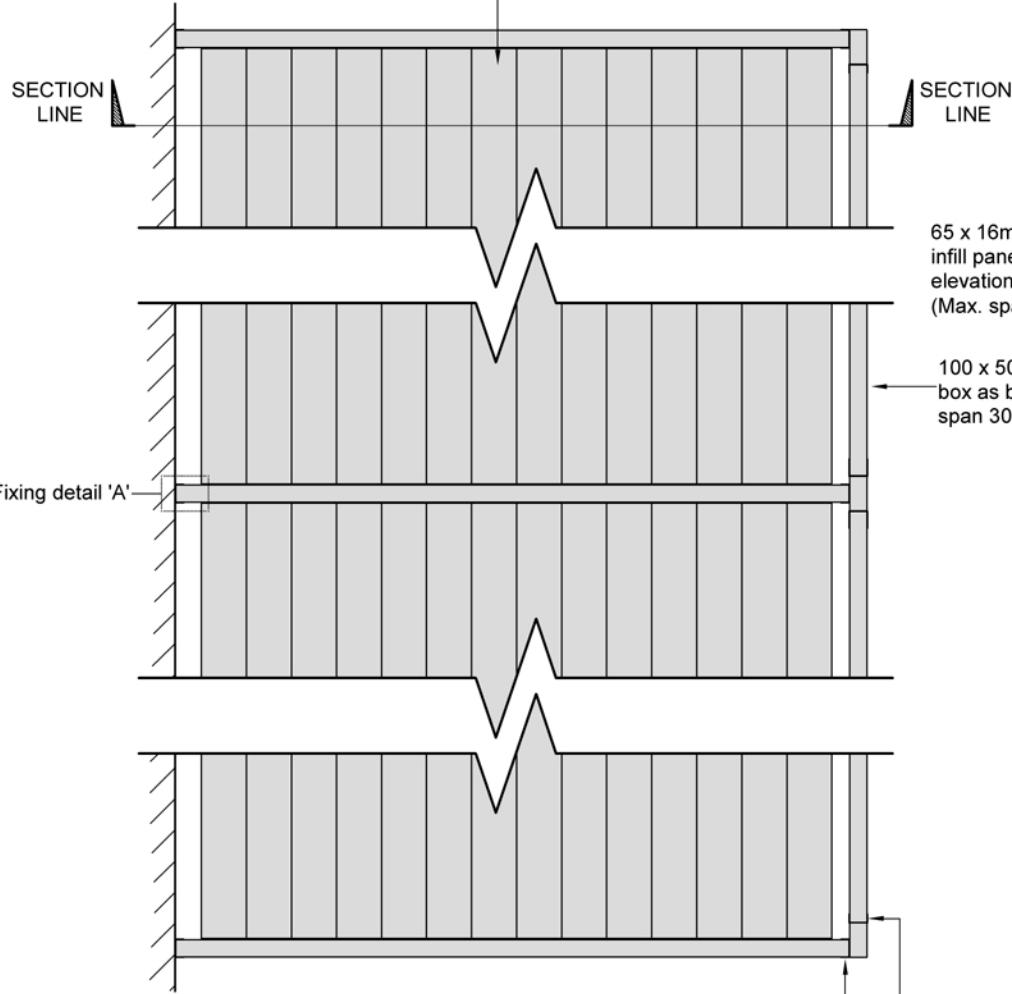 SECTION
LINE
SECTION
LINE
65 x 16m
infill pane
elevation
(Max. spa
100 x 50
box as b
span 30
Fixing detail 'A'